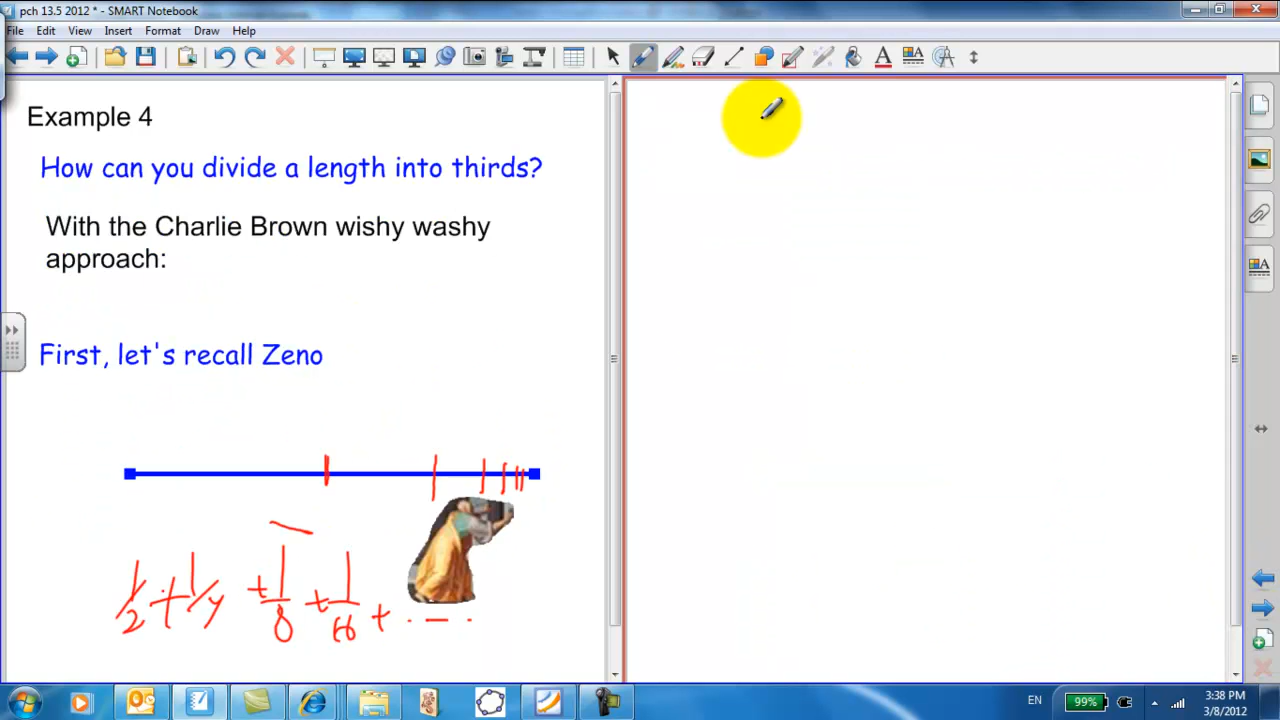 pch 13.5 2012 * - SMART Notebook
File Edit View Insert Format Draw Help
Example 4
How can you divide a length into thirds?
With the Charlie Brown wishy washy
approach:
First, let's recall Zeno
1/2 + 1/4 + 1/8 + 1/16 + ...
EN 99% 3:38 PM
3/8/2012